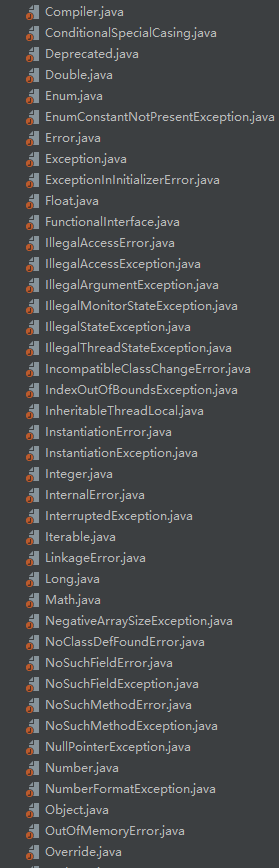 Compiler.java
ConditionalSpecialCasing.java
Deprecated.java
Double.java
Enum.java
EnumConstantNotPresentException.java
Error.java
Exception.java
ExceptionInInitializerError.java
Float.java
FunctionalInterface.java
IllegalAccessError.java
IllegalAccessException.java
IllegalArgumentException.java
IllegalMonitorStateException.java
IllegalStateException.java
IllegalThreadStateException.java
IncompatibleClassChangeError.java
IndexOutOfBoundsException.java
InheritableThreadLocal.java
InstantiationError.java
InstantiationException.java
Integer.java
InternalError.java
InterruptedException.java
Iterable.java
LinkageError.java
Long.java
Math.java
NegativeArraySizeException.java
NoClassDefFoundError.java
NoSuchFieldError.java
NoSuchFieldException.java
NoSuchMethodError.java
NoSuchMethodException.java
NullPointerException.java
Number.java
NumberFormatException.java
Object.java
OutOfMemoryError.java
Override.java